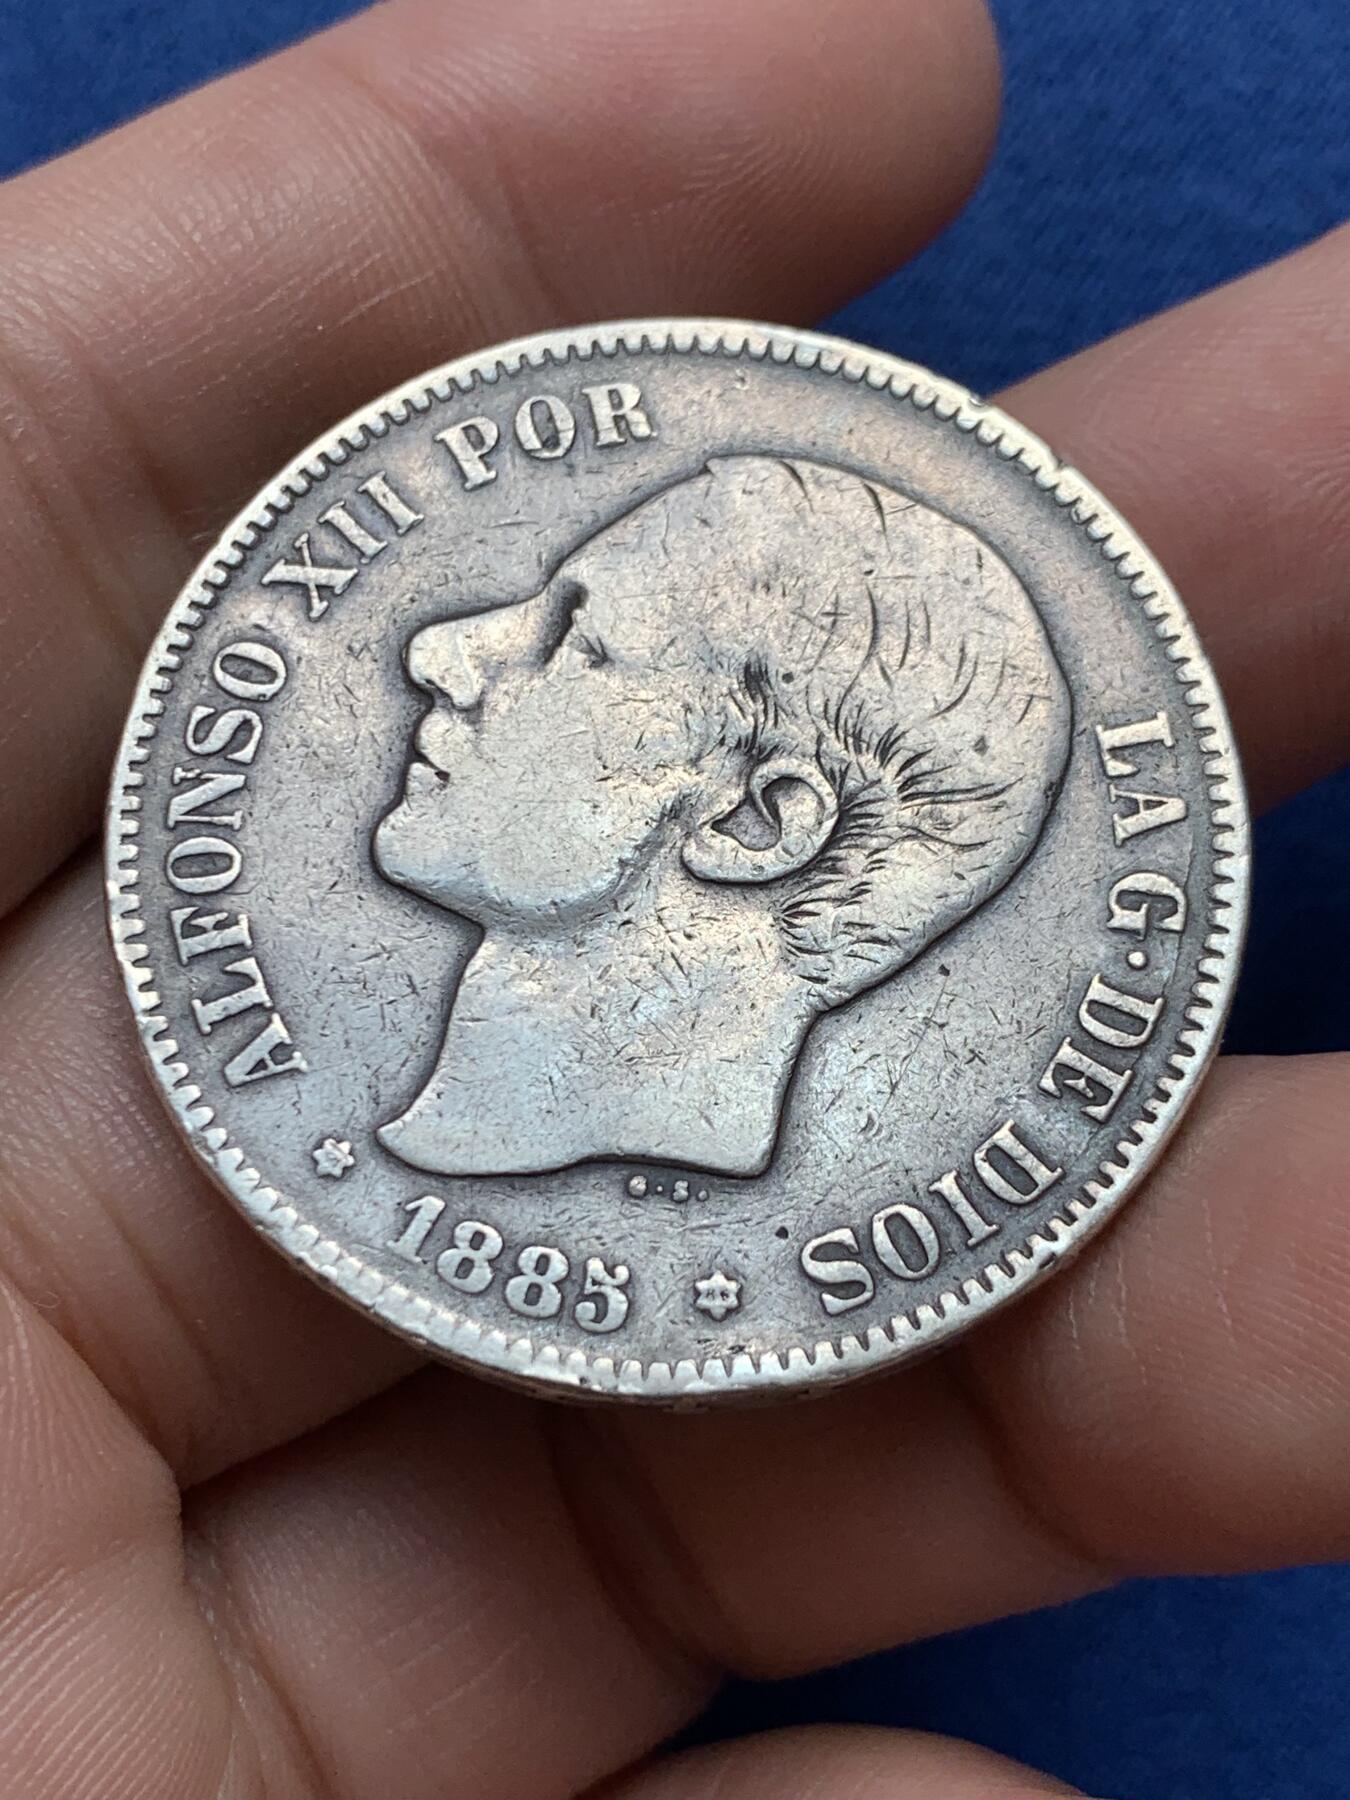 ALFONSO XII POR
LA G. DE DIOS
1885
G.S.